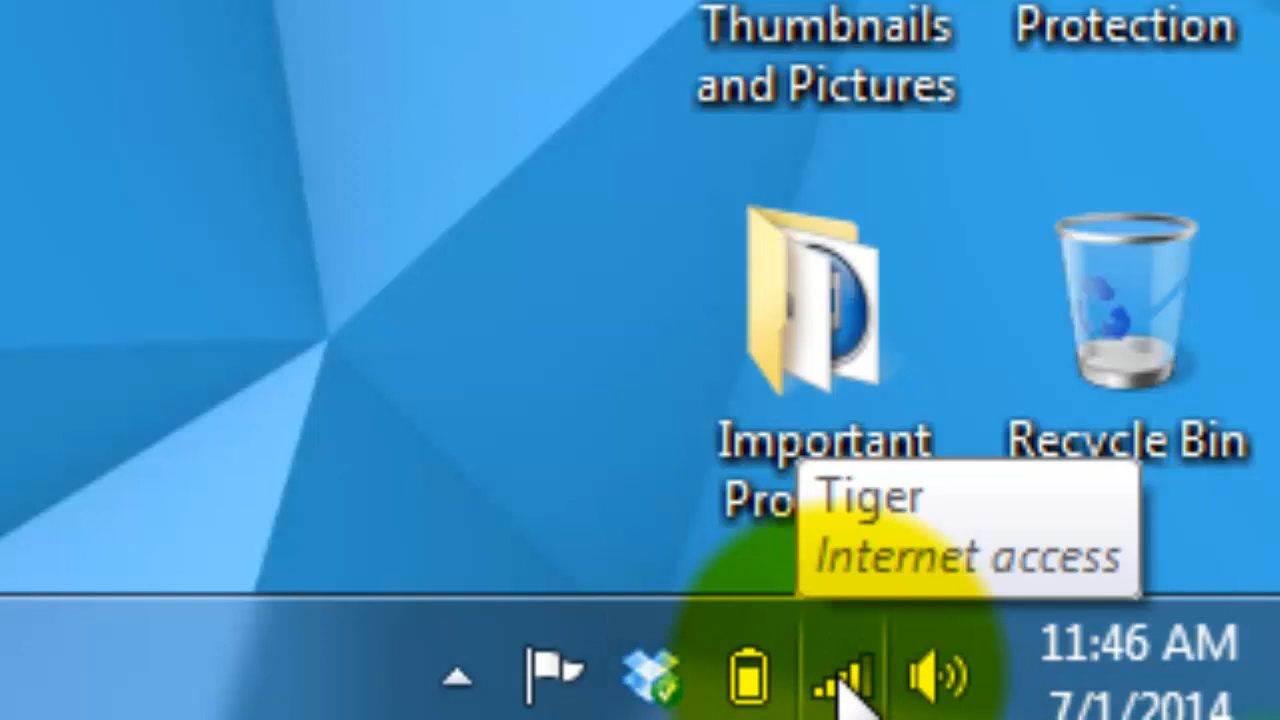 Thumbnails
and Pictures
Protection
Important
Pro
Recycle Bin
Tiger
Internet access
11:46 AM
7/1/2014